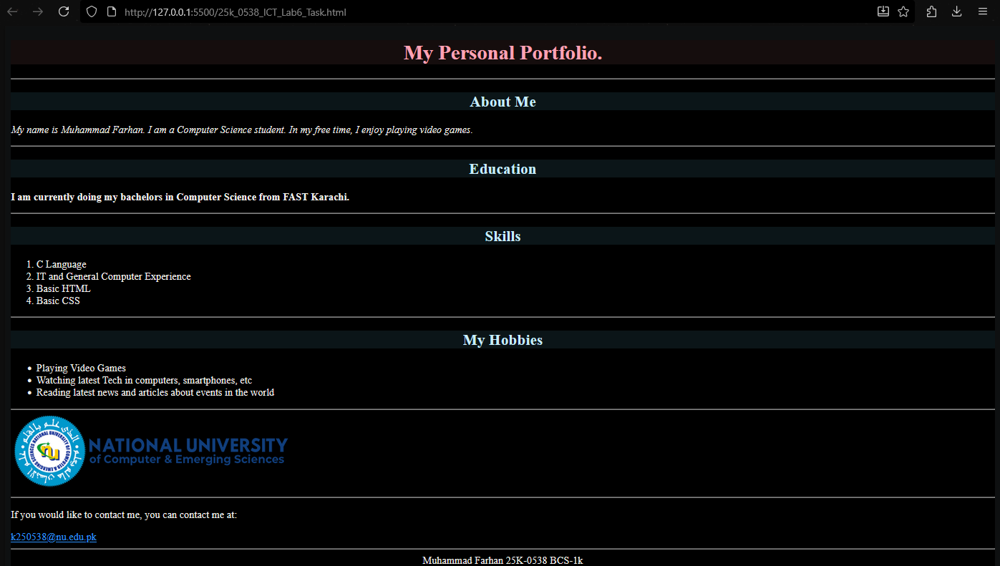 http://127.0.0.1:5500/25k_0538_ICT_Lab6_Task.html
My Personal Portfolio.
About Me
My name is Muhammad Farhan. I am a Computer Science student. In my free time, I enjoy playing video games.
Education
I am currently doing my bachelors in Computer Science from FAST Karachi.
Skills
1. C Language
2. IT and General Computer Experience
3. Basic HTML
4. Basic CSS
My Hobbies
• Playing Video Games
• Watching latest Tech in computers, smartphones, etc
• Reading latest news and articles about events in the world
NATIONAL UNIVERSITY
of Computer & Emerging Sciences
If you would like to contact me, you can contact me at:
k250538@nu.edu.pk
Muhammad Farhan 25K-0538 BCS-1k